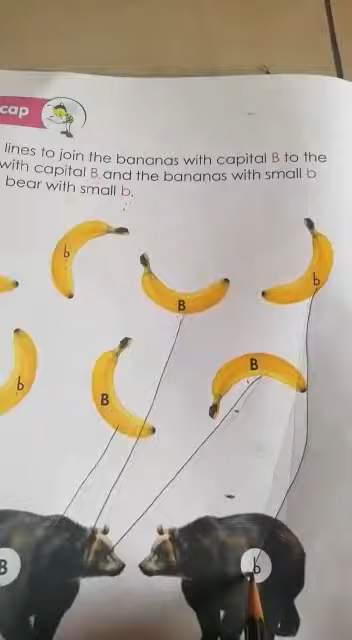 cap
lines to join the bananas with capital B to the
with capital B and the bananas with small b
bear with small b.
b
B
b
b
B
B
B
b